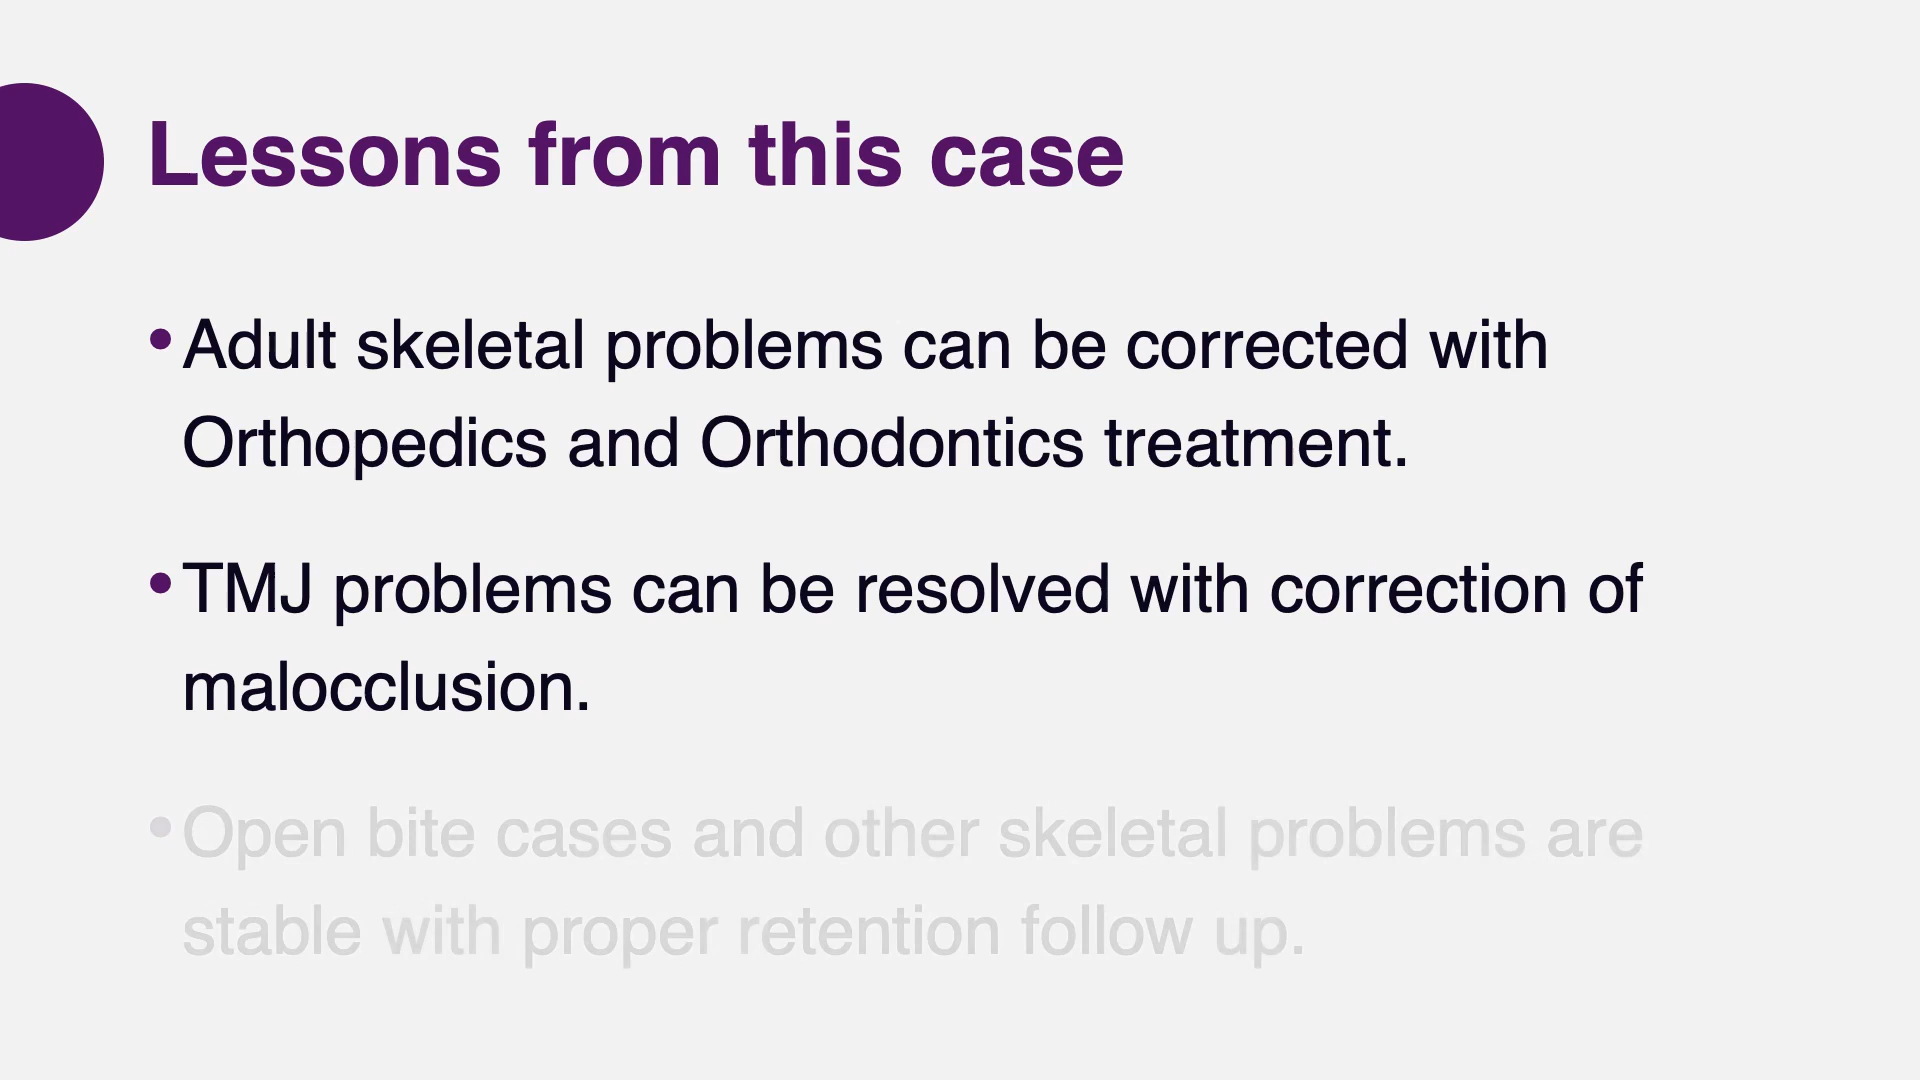 Lessons from this case
• Adult skeletal problems can be corrected with
Orthopedics and Orthodontics treatment.
• TMJ problems can be resolved with correction of
malocclusion.
• Open bite cases and other skeletal problems are
stable with proper retention follow up.